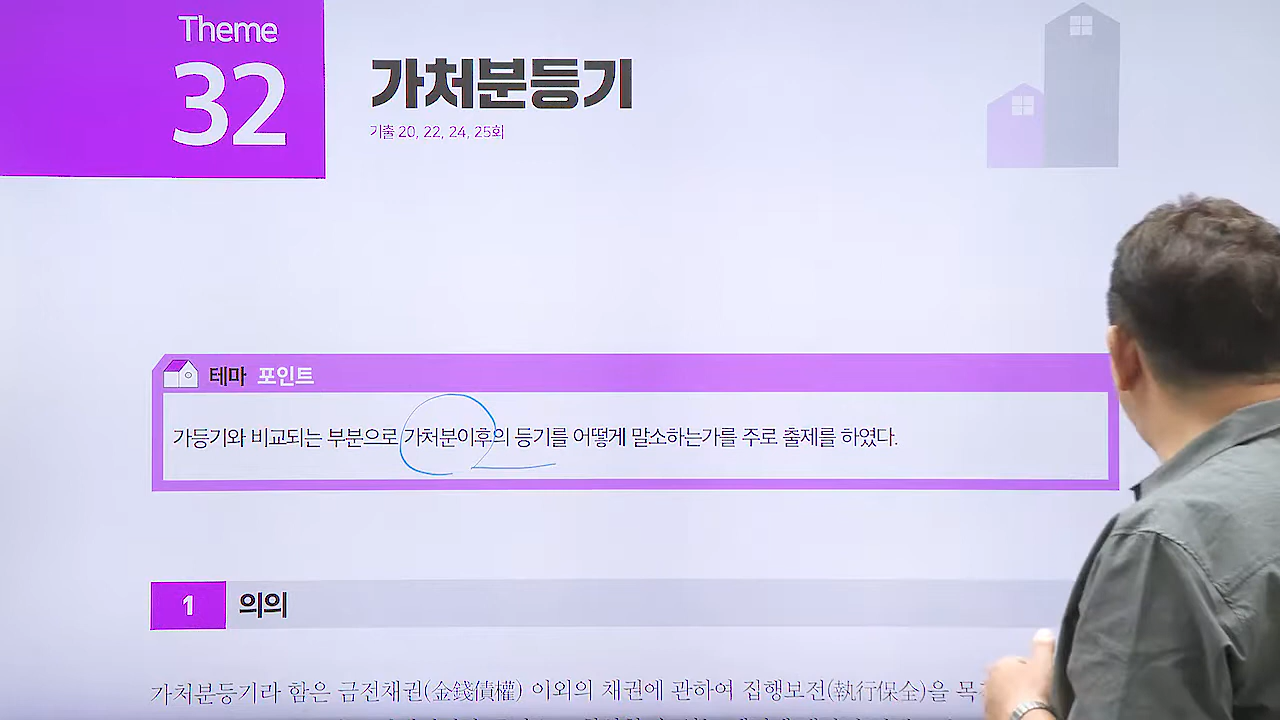 Theme
32
가처분등기
기출 20, 22, 24, 25회
테마 포인트
가등기와 비교되는 부분으로 가처분이후의 등기를 어떻게 말소하는가를 주로 출제를 하였다.
1 의의
가처분등기라 함은 금전채권(金錢債權) 이외의 채권에 관하여 집행보전(執行保全)을